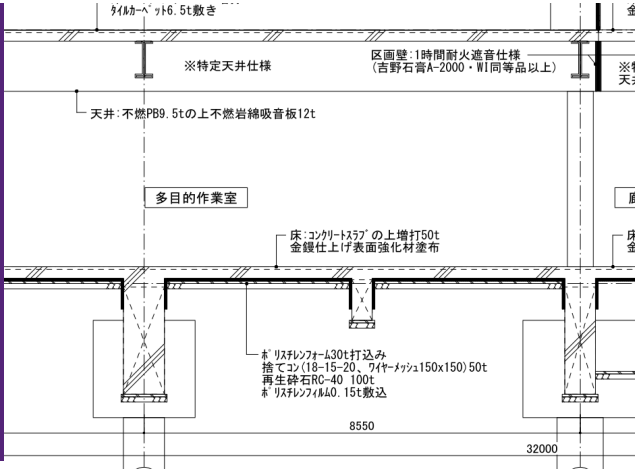 タイルカーペット6.5t敷き
区画壁:1時間耐火遮音仕様
※特定天井仕様
(吉野石膏A-2000・WI同等品以上)
天井:不燃PB9.5tの上不燃岩綿吸音板12t
多目的作業室
床:コンクリートスラブの上増打50t
金鏝仕上げ表面強化材塗布
ポリスチレンフォーム30t打込み
捨てコン(18-15-20、ワイヤーメッシュ150x150)50t
再生砕石RC-40 100t
ポリスチレンフィルム0.15t敷込
8550
32000